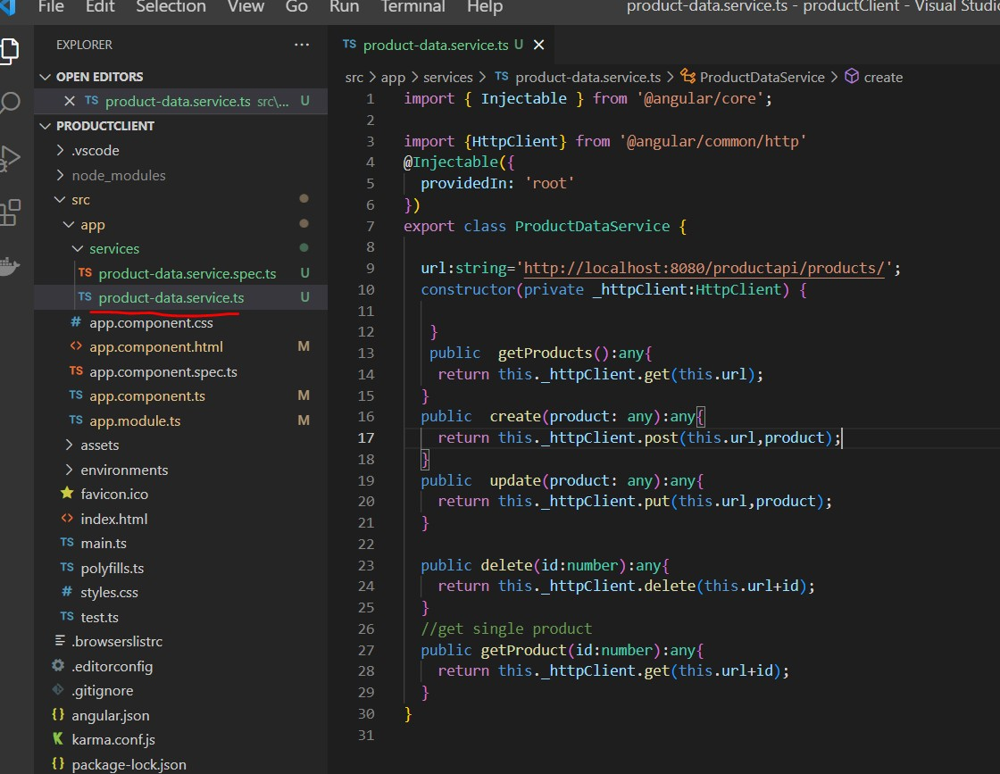 File Edit Selection View Go Run Terminal Help product-data.service.ts - productClient - Visual Studio
EXPLORER ...
OPEN EDITORS
TS product-data.service.ts src\... U
PRODUCTCLIENT
.vscode
node_modules
src
app
services
TS product-data.service.spec.ts U
TS product-data.service.ts U
# app.component.css
<> app.component.html M
TS app.component.spec.ts
TS app.component.ts M
TS app.module.ts M
assets
environments
favicon.ico
<> index.html
TS main.ts
TS polyfills.ts
# styles.css
TS test.ts
.browserslistrc
.editorconfig
.gitignore
{} angular.json
karma.conf.js
{} package-lock.json
TS product-data.service.ts U
src > app > services > TS product-data.service.ts > ProductDataService > create
1 import { Injectable } from '@angular/core';
2
3 import {HttpClient} from '@angular/common/http'
4 @Injectable({
5 providedIn: 'root'
6 })
7 export class ProductDataService {
8
9 url:string='http://localhost:8080/productapi/products/';
10 constructor(private _httpClient:HttpClient) {
11
12 }
13 public  getProducts():any{
14 return this._httpClient.get(this.url);
15 }
16 public  create(product: any):any{
17 return this._httpClient.post(this.url,product);
18 }
19 public  update(product: any):any{
20 return this._httpClient.put(this.url,product);
21 }
22
23 public delete(id:number):any{
24 return this._httpClient.delete(this.url+id);
25 }
26 //get single product
27 public getProduct(id:number):any{
28 return this._httpClient.get(this.url+id);
29 }
30 }
31